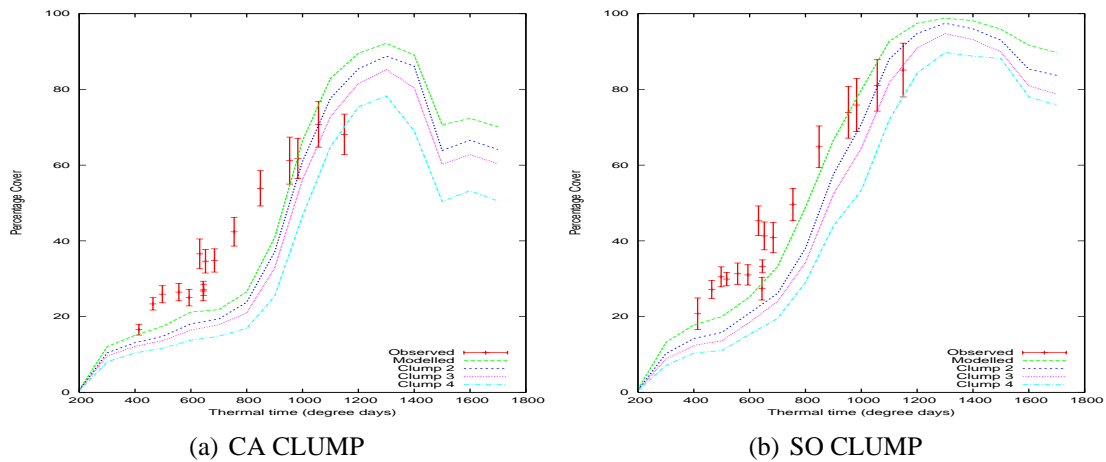 100
80
60
40
20
0
Percentage Cover
200 400 600 800 1000 1200 1400 1600 1800
Thermal time (degree days)
Observed
Modelled
Clump 2
Clump 3
Clump 4
(a) CA CLUMP
100
80
60
40
20
0
Percentage Cover
200 400 600 800 1000 1200 1400 1600 1800
Thermal time (degree days)
Observed
Modelled
Clump 2
Clump 3
Clump 4
(b) SO CLUMP